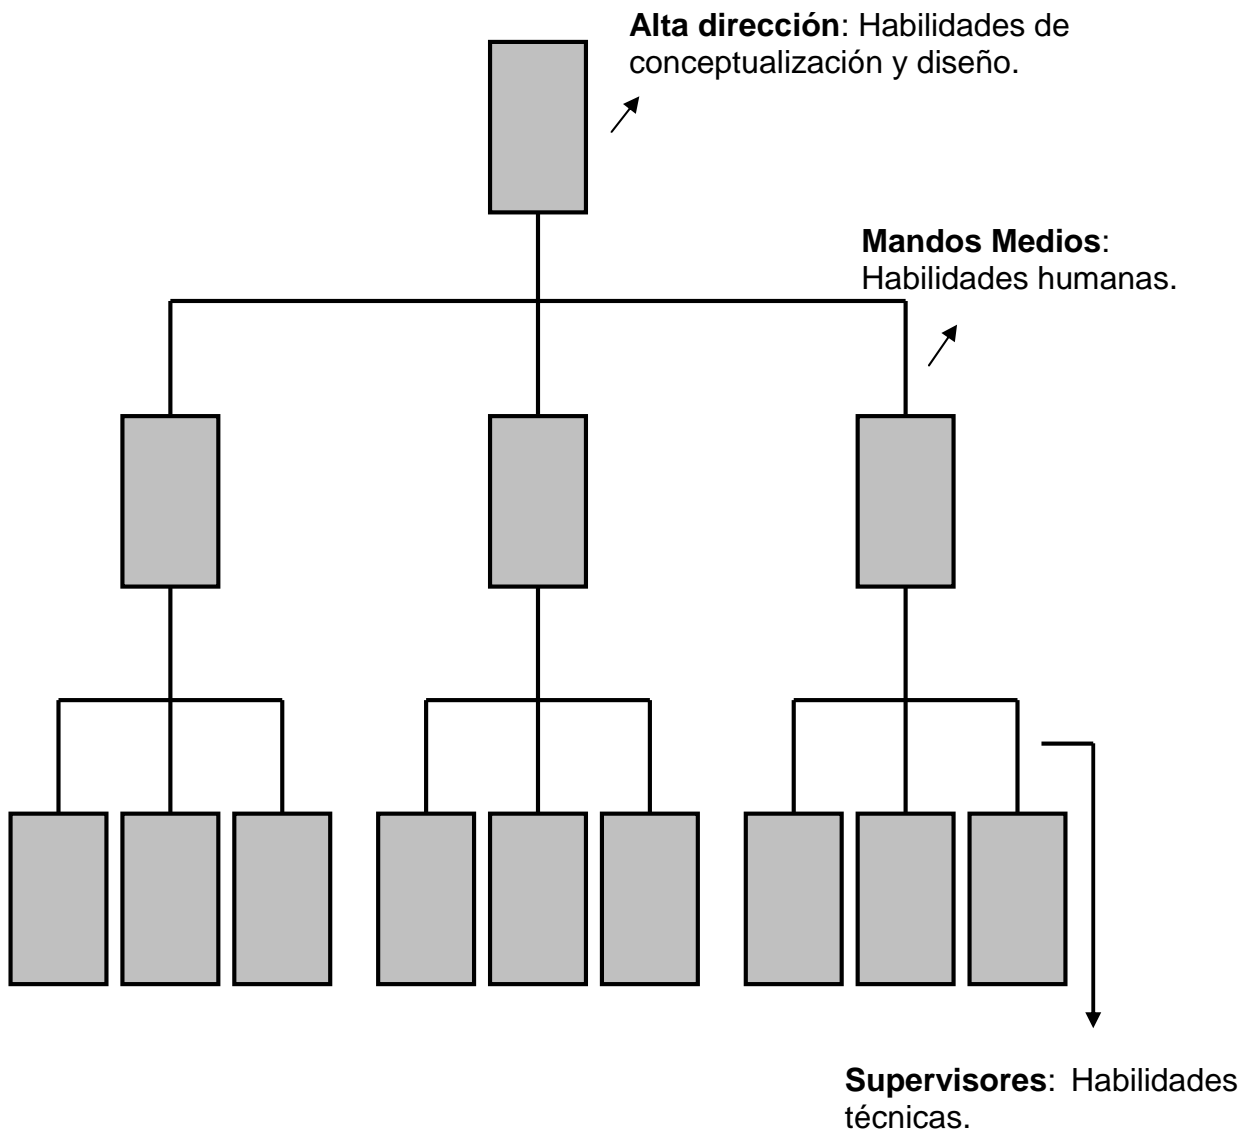 Alta dirección: Habilidades de
conceptualización y diseño.
Mandos Medios:
Habilidades humanas.
Supervisores: Habilidades
técnicas.